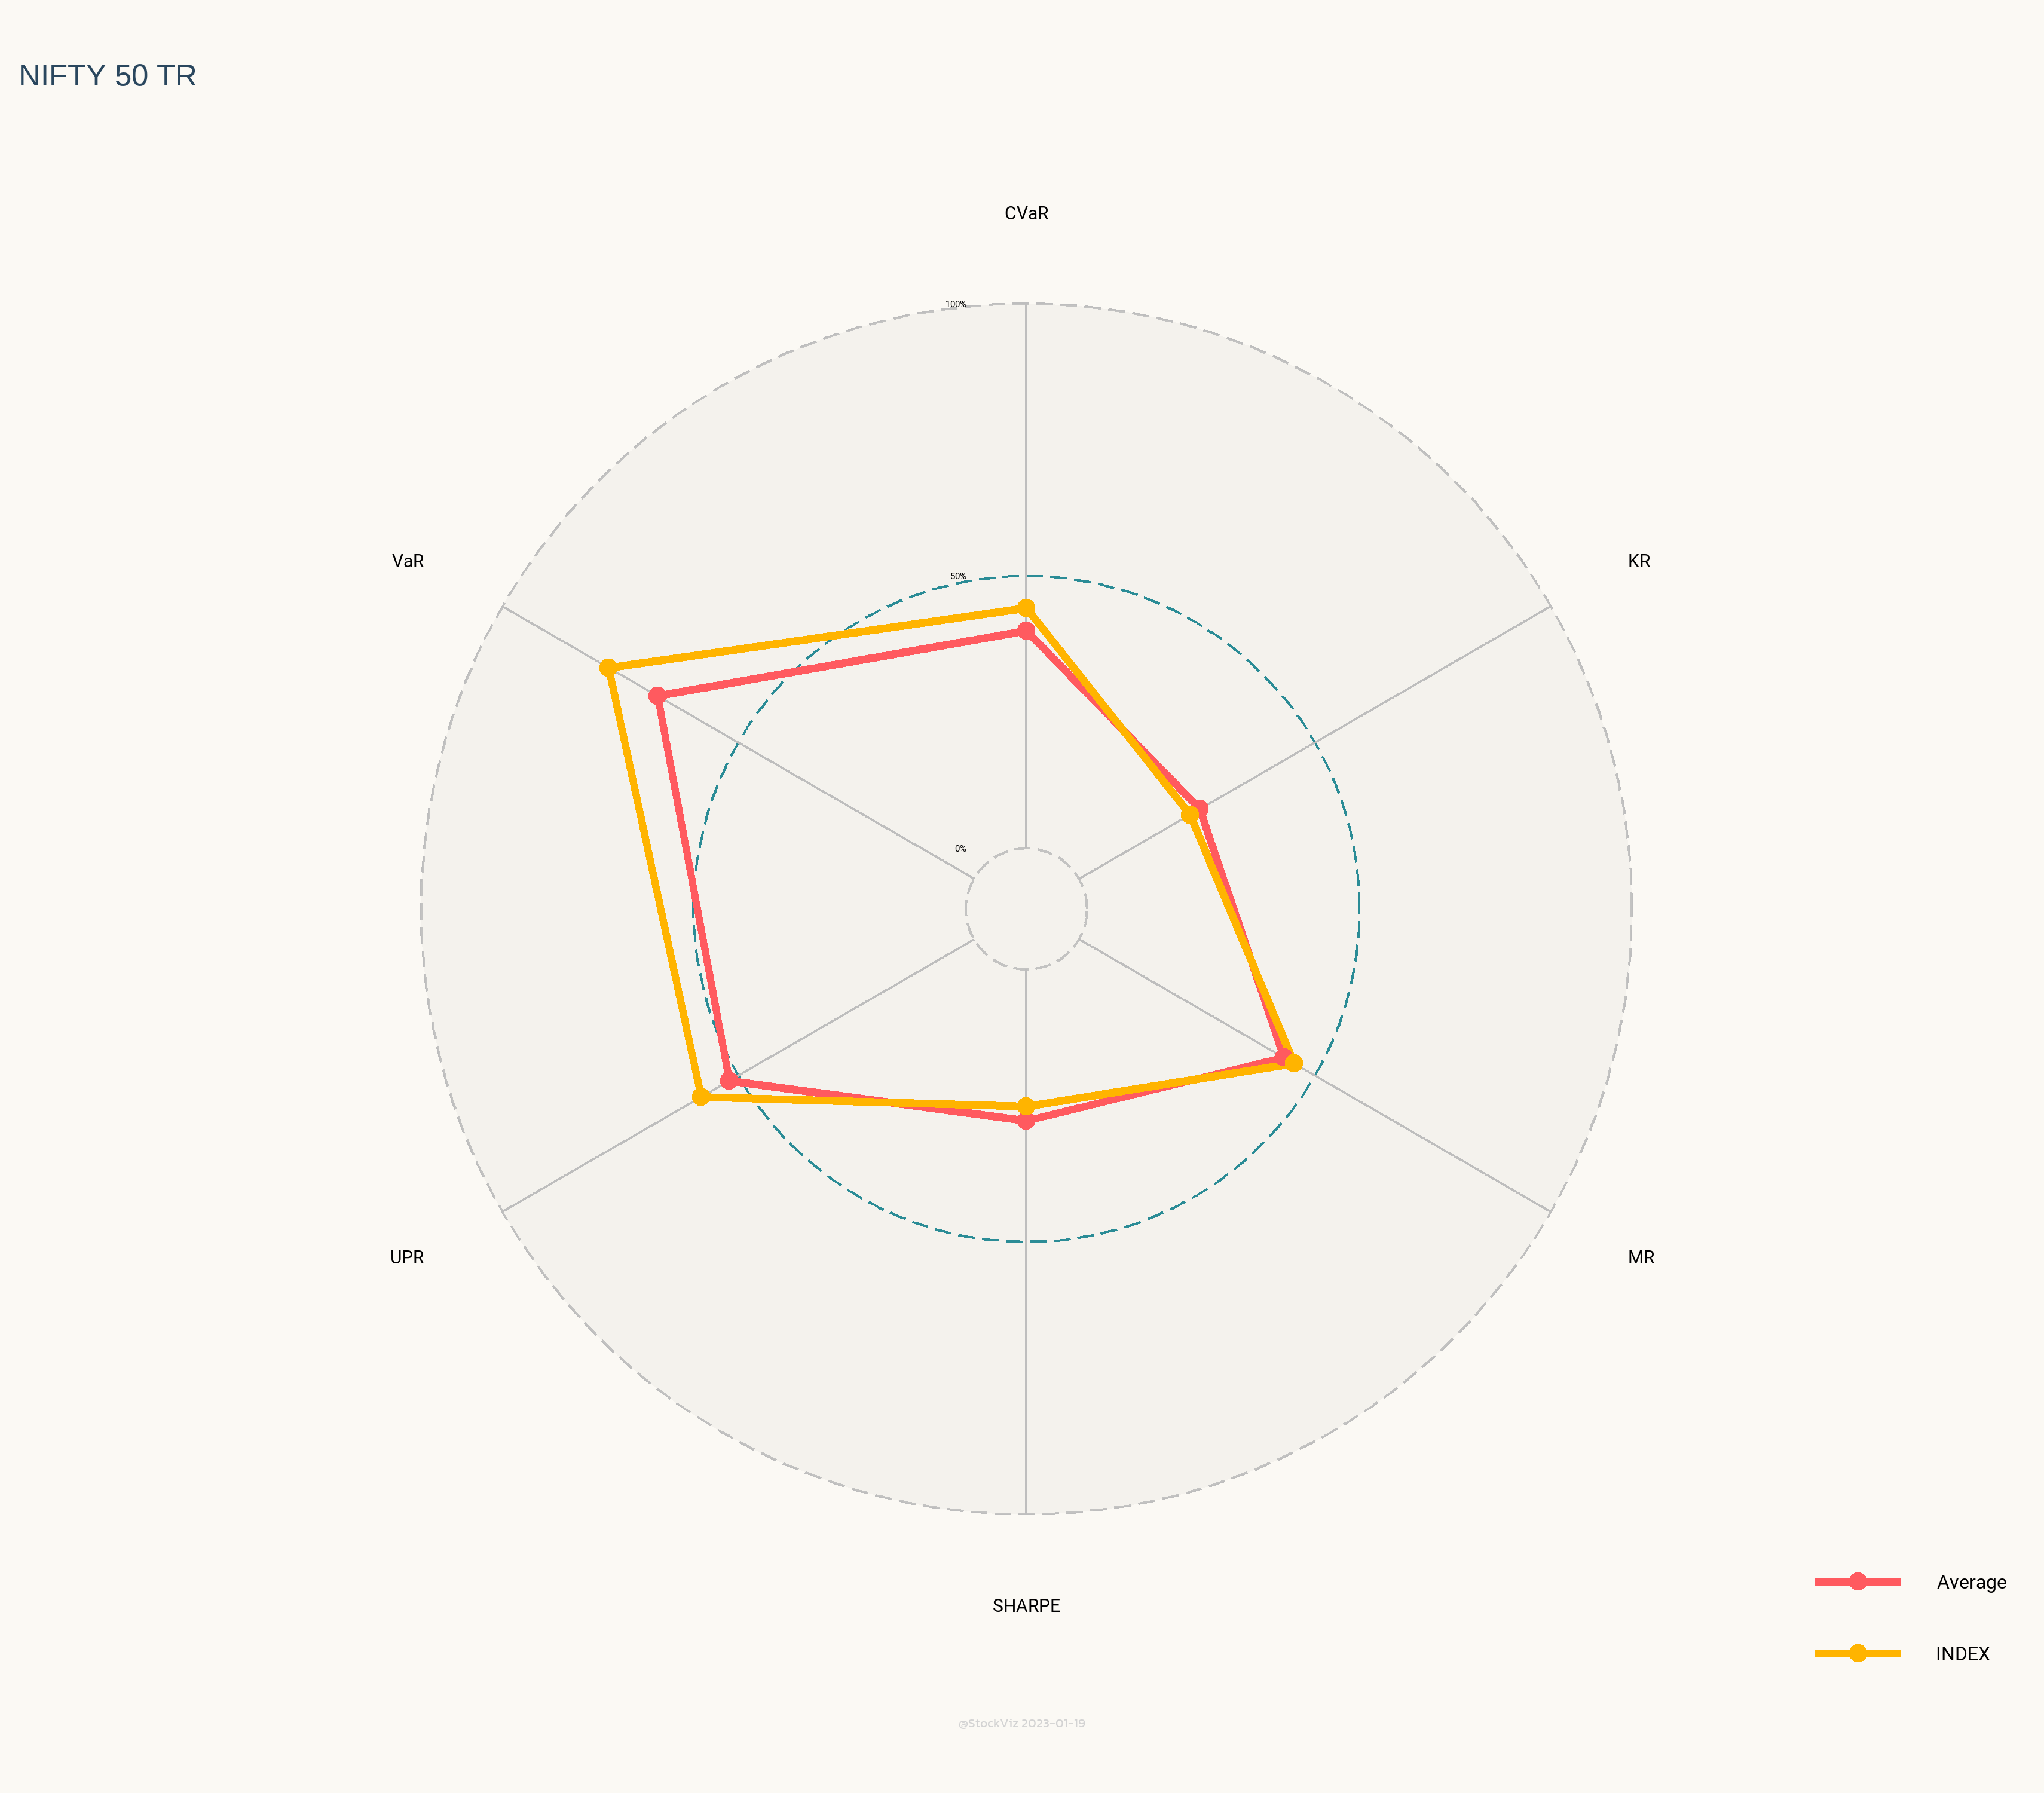 NIFTY 50 TR
CVaR
100%
VaR
KR
50%
0%
UPR
MR
SHARPE
Average
INDEX
@StockViz 2023-01-19